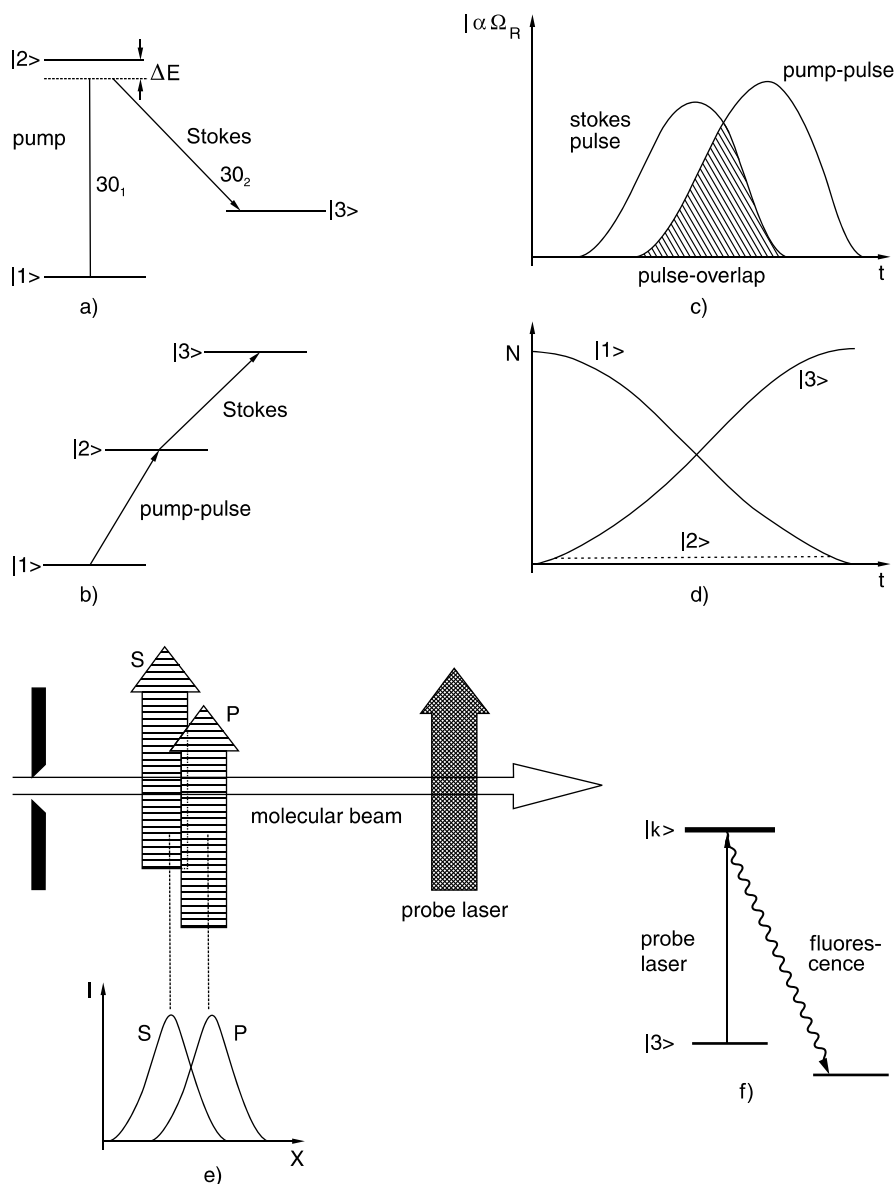 |2>
ΔE
pump
Stokes
30₁
30₂
|3>
|1>
a)
|3>
Stokes
|2>
pump-pulse
|1>
b)
|αΩ_R
pump-pulse
stokes
pulse
pulse-overlap
t
c)
N
|1>
|3>
|2>
t
d)
S
P
molecular beam
probe laser
I
S
P
X
e)
|k>
probe
laser
fluores-
cence
|3>
f)